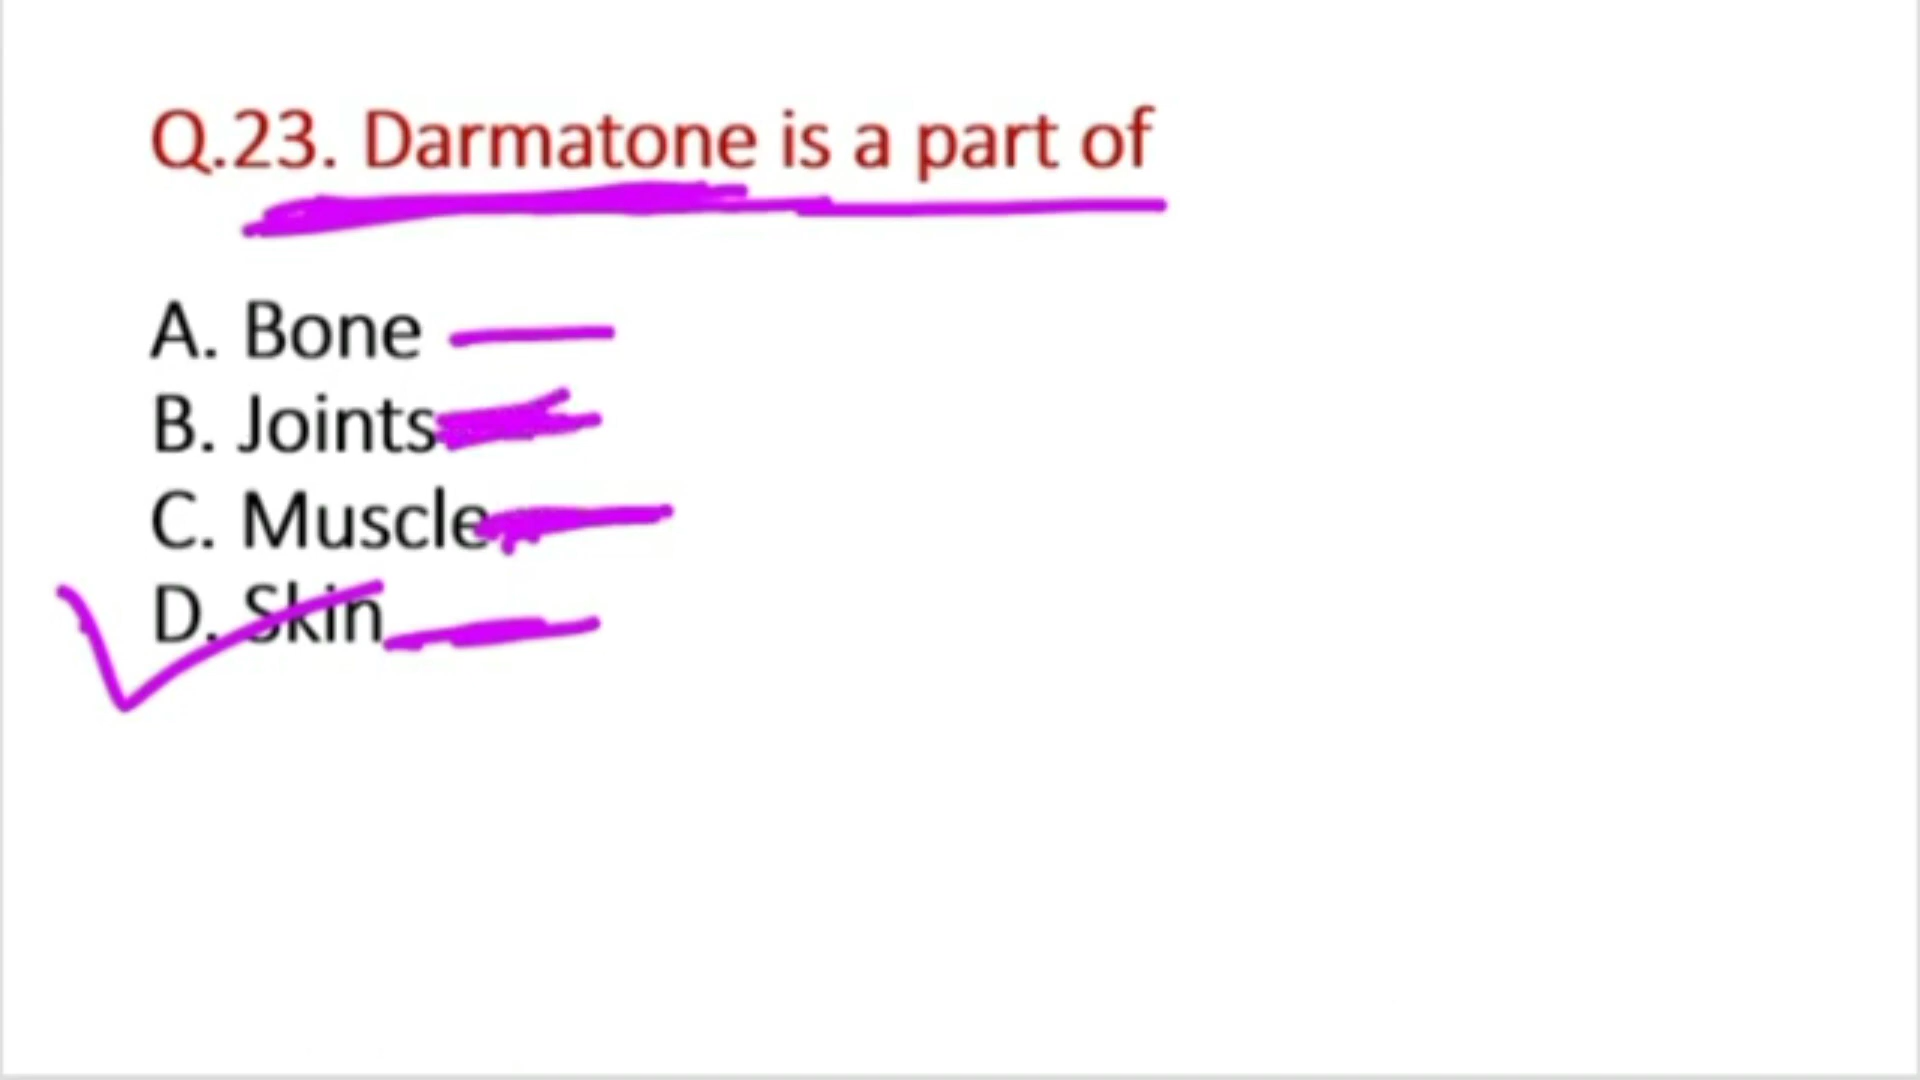 Q.23. Darmatone is a part of
A. Bone
B. Joints
C. Muscle
D. Skin